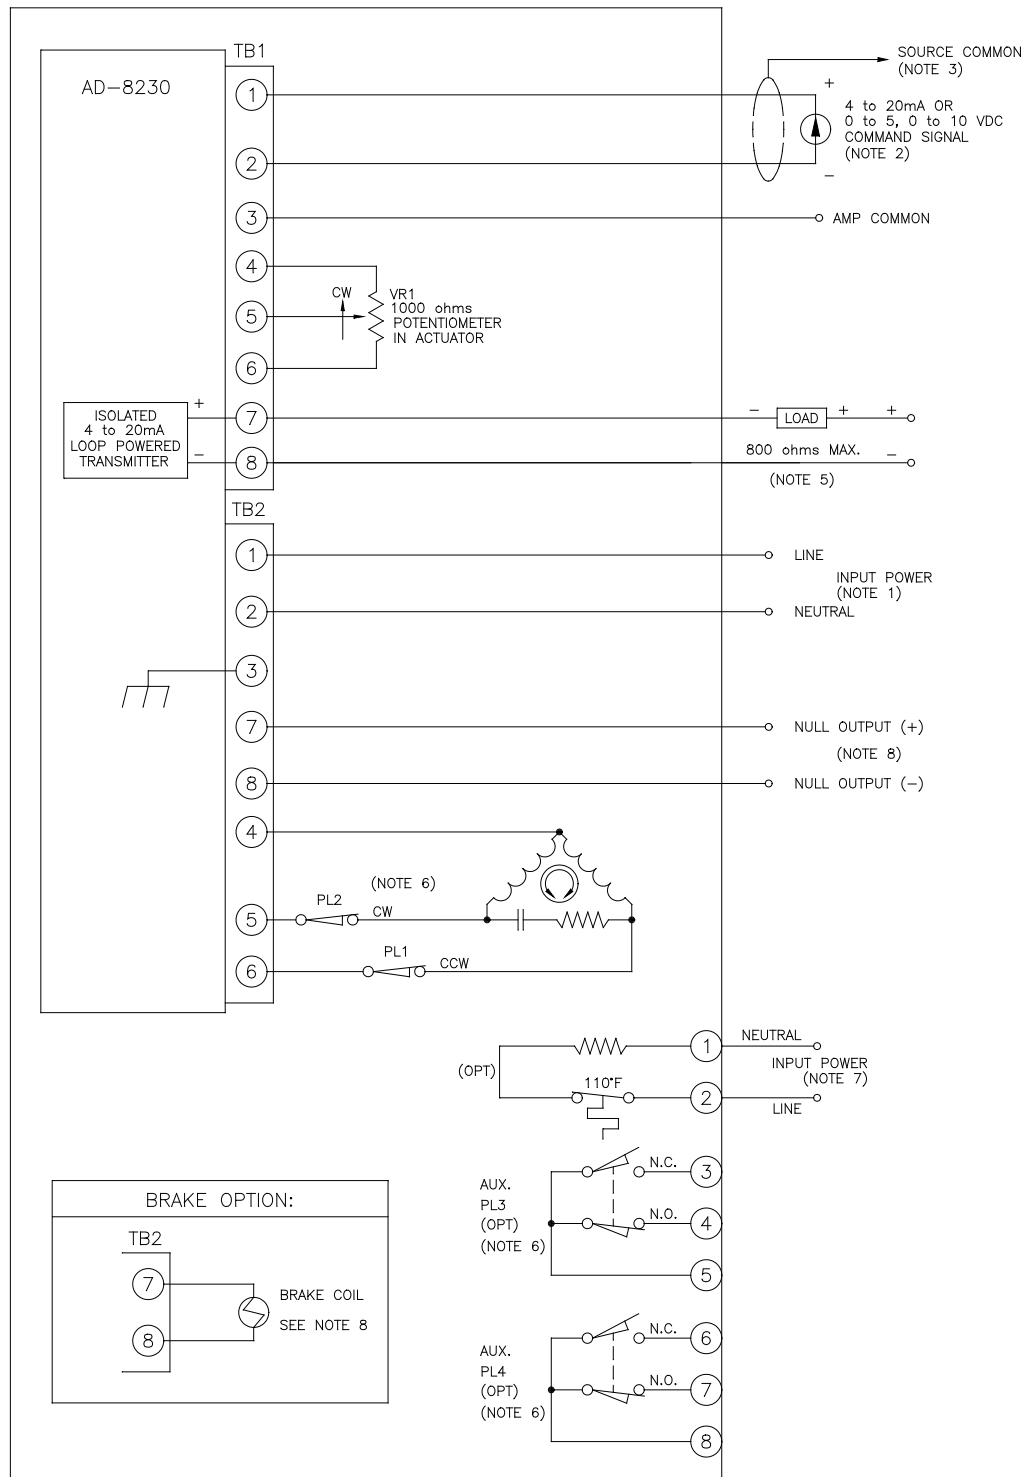 TB1
AD-8230
SOURCE COMMON
(NOTE 3)
1
+
4 to 20mA OR
0 to 5, 0 to 10 VDC
COMMAND SIGNAL
(NOTE 2)
2
−
3
AMP COMMON
4
CW
VR1
1000 ohms
POTENTIOMETER
IN ACTUATOR
5
6
ISOLATED
4 to 20mA
LOOP POWERED
TRANSMITTER
+
−
7
− LOAD + +
8
800 ohms MAX. −
(NOTE 5)
TB2
1
LINE
INPUT POWER
(NOTE 1)
2
NEUTRAL
3
7
NULL OUTPUT (+)
(NOTE 8)
8
NULL OUTPUT (−)
4
(NOTE 6)
5
PL2
CW
6
PL1
CCW
(OPT)
1
NEUTRAL
INPUT POWER
(NOTE 7)
110°F
2
LINE
AUX.
PL3
(OPT)
(NOTE 6)
N.C.
3
N.O.
4
5
AUX.
PL4
(OPT)
(NOTE 6)
N.C.
6
N.O.
7
8
BRAKE OPTION:
TB2
7
8
BRAKE COIL
SEE NOTE 8